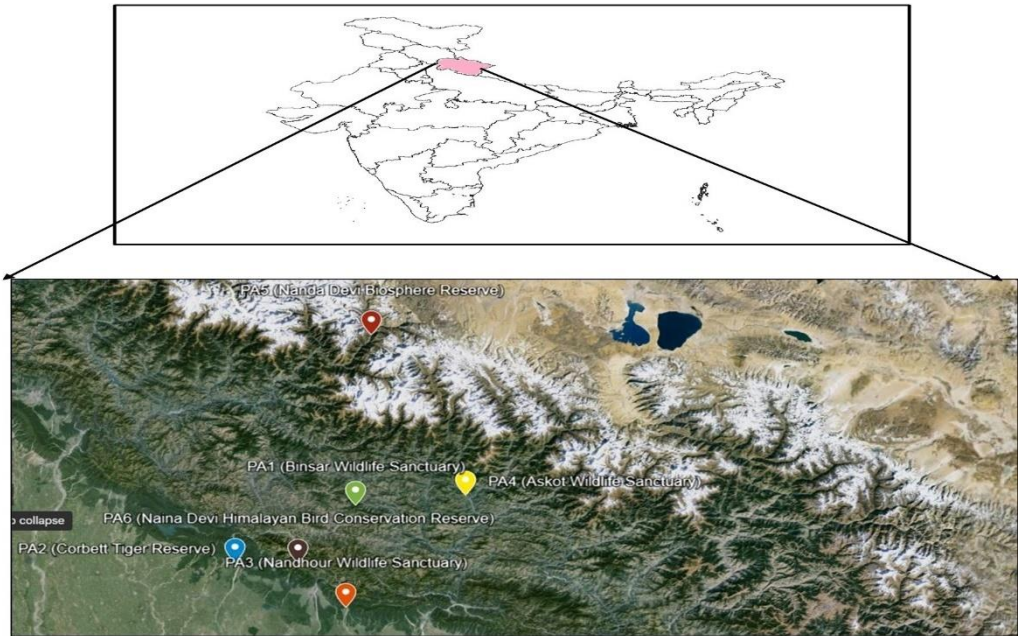 PA5 (Nanda Devi Biosphere Reserve)
PA1 (Binsar Wildlife Sanctuary)
PA4 (Askot Wildlife Sanctuary)
o collapse
PA6 (Naina Devi Himalayan Bird Conservation Reserve)
PA2 (Corbett Tiger Reserve)
PA3 (Nandhour Wildlife Sanctuary)